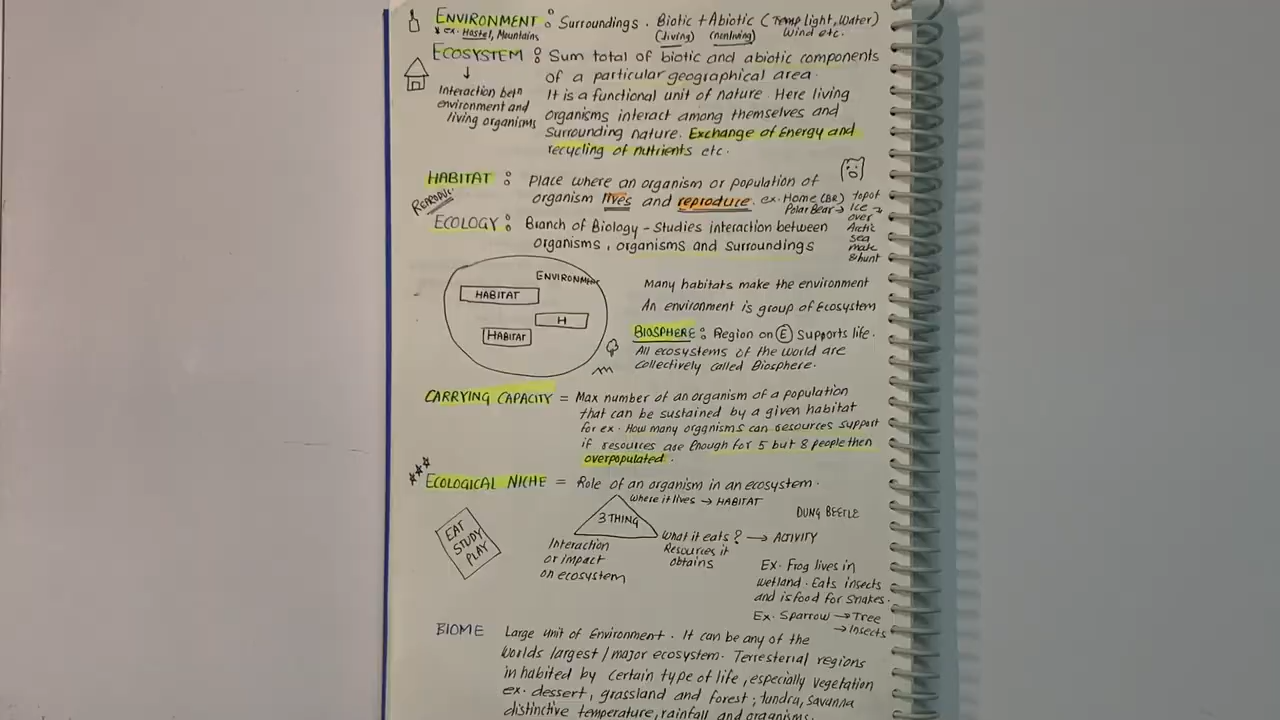 ENVIRONMENT : Surroundings. Biotic + Abiotic (Temp light, Water)
ex. Hostel, Mountains (living) (nonliving) Wind etc.
ECOSYSTEM : Sum total of biotic and abiotic components
of a particular geographical area.
It is a functional unit of nature. Here living
organisms interact among themselves and
Surrounding nature. Exchange of Energy and
recycling of nutrients etc.
Interaction betn
environment and
living organisms
HABITAT : Place where an organism or population of
organism lives and reproduce. ex. Home (BR)
Polar Bear → Ice →
over
Arctic
sea
mate
& hunt
REPRODUC
ECOLOGY : Branch of Biology - Studies interaction between
organisms, organisms and surroundings
ENVIRONMENT
HABITAT
H
HABITAT
Many habitats make the environment
An environment is group of Ecosystem
BIOSPHERE : Region on E Supports life.
All ecosystems of the world are
collectively called Biosphere.
CARRYING CAPACITY = Max number of an organism of a population
that can be sustained by a given habitat
for ex. How many organisms can resources support
if resources are Enough for 5 but 8 people then
overpopulated.
ECOLOGICAL NICHE = Role of an organism in an ecosystem.
where it lives → HABITAT
3 THING
DUNG BEETLE
EAT
STUDY
PLAY
Interaction
or impact
on ecosystem
What it eats? → ACTIVITY
Resources it
obtains
Ex. Frog lives in
wetland. Eats insects
and is food for Snakes.
Ex. Sparrow → Tree
→ Insects
BIOME Large unit of Environment. It can be any of the
worlds largest / major ecosystem. Terresterial regions
in habited by certain type of life, especially vegetation
ex. dessert, grassland and forest; tundra, savanna
distinctive temperature, rainfall and organisms.